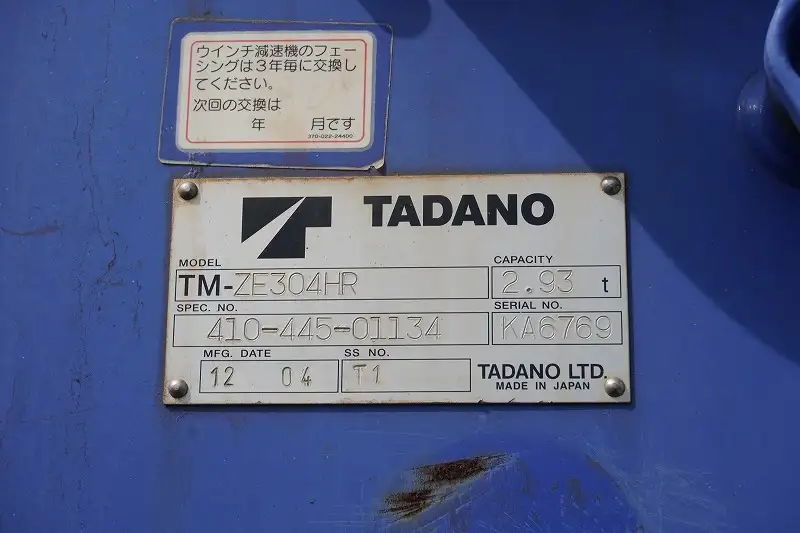 ウインチ減速機のフェー
シングは3年毎に交換し
てください。
次回の交換は
年 月です
370-022-24400
TADANO
MODEL
CAPACITY
TM-ZE304HR
2.93 t
SPEC. NO.
SERIAL NO.
410-445-01134
KA6769
MFG. DATE
SS NO.
12 04
T1
TADANO LTD.
MADE IN JAPAN